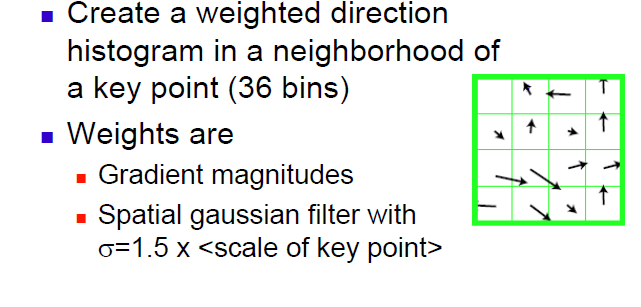 Create a weighted direction
histogram in a neighborhood of
a key point (36 bins)
Weights are
Gradient magnitudes
Spatial gaussian filter with
σ=1.5 x <scale of key point>